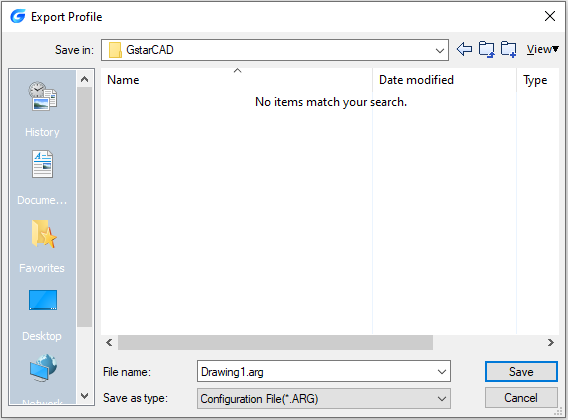 Export Profile
Save in: GstarCAD View
Name Date modified Type
No items match your search.
History
Docume...
Favorites
Desktop
Network
File name: Drawing1.arg Save
Save as type: Configuration File(*.ARG) Cancel